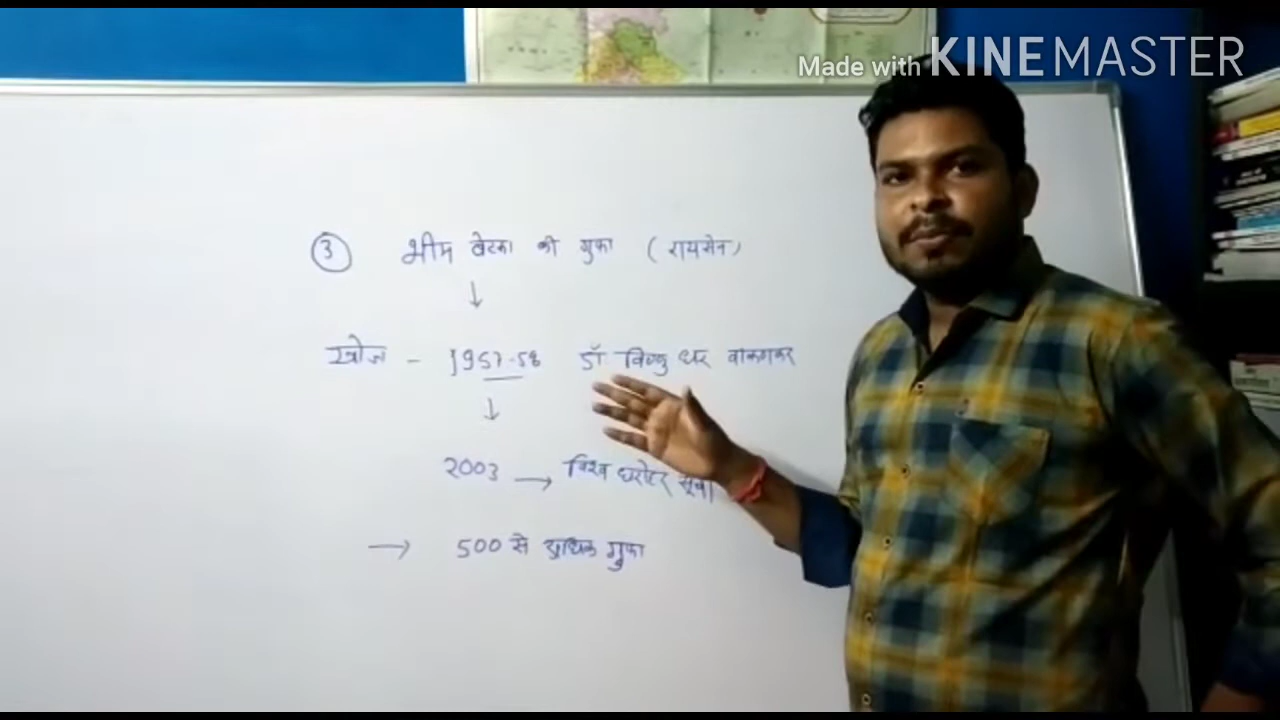 Made with KINEMASTER
3 भीम बेटका की गुफा (रायसेन)
↓
खोज - 1957-58 डॉ. विष्णु धर वाकणकर
↓
2003 → विश्व धरोहर सूची
→ 500 से अधिक गुफा